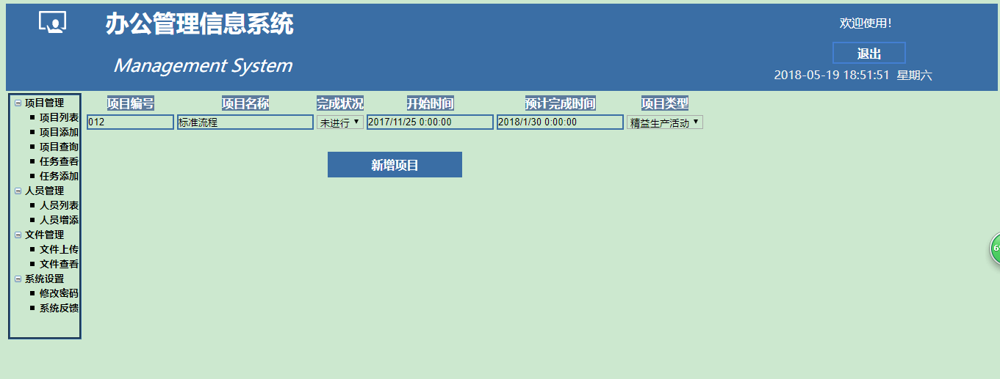 办公管理信息系统
欢迎使用!
退出
Management System
2018-05-19 18:51:51 星期六
项目管理
项目列表
项目添加
项目查询
任务查看
任务添加
人员管理
人员列表
人员增添
文件管理
文件上传
文件查看
系统设置
修改密码
系统反馈
项目编号 项目名称 完成状况 开始时间 预计完成时间 项目类型
012 标准流程 未进行 2017/11/25 0:00:00 2018/1/30 0:00:00 精益生产活动
新增项目